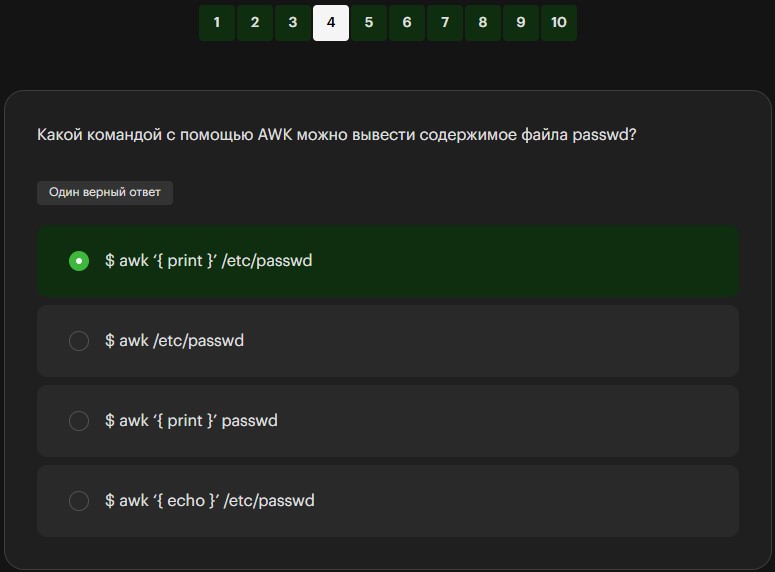 1 2 3 4 5 6 7 8 9 10
Какой командой с помощью AWK можно вывести содержимое файла passwd?
Один верный ответ
$ awk ‘{ print }’ /etc/passwd
$ awk /etc/passwd
$ awk ‘{ print }’ passwd
$ awk ‘{ echo }’ /etc/passwd